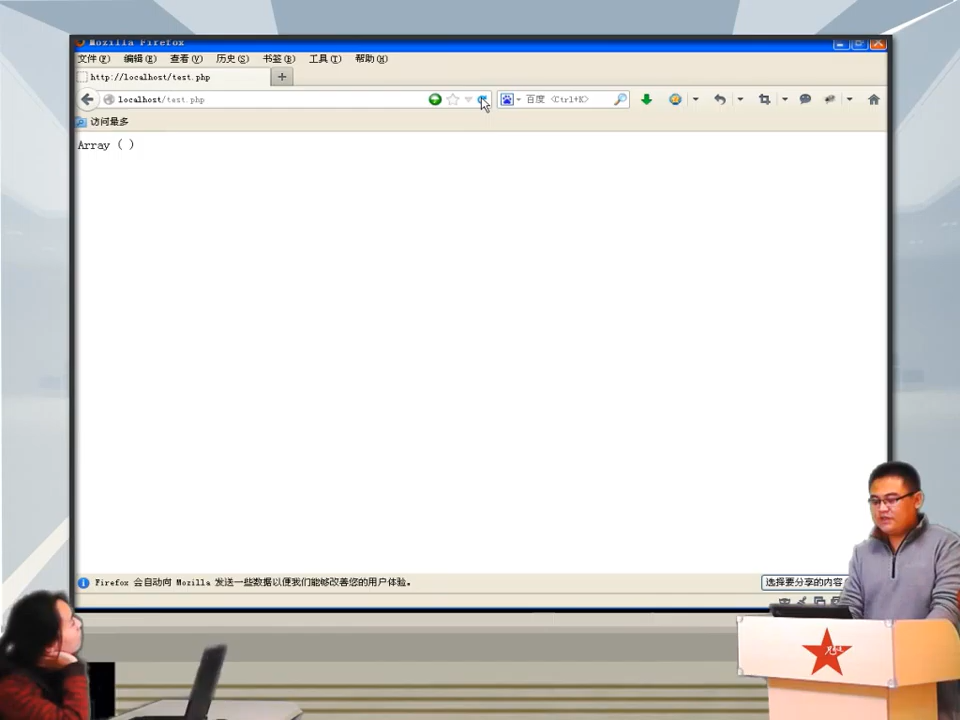 Mozilla Firefox
文件(F) 编辑(E) 查看(V) 历史(S) 书签(B) 工具(T) 帮助(H)
http://localhost/test.php +
localhost/test.php 百度 <Ctrl+K>
访问最多
Array ( )
Firefox 会自动向 Mozilla 发送一些数据以便我们能够改善您的用户体验。 选择要分享的内容